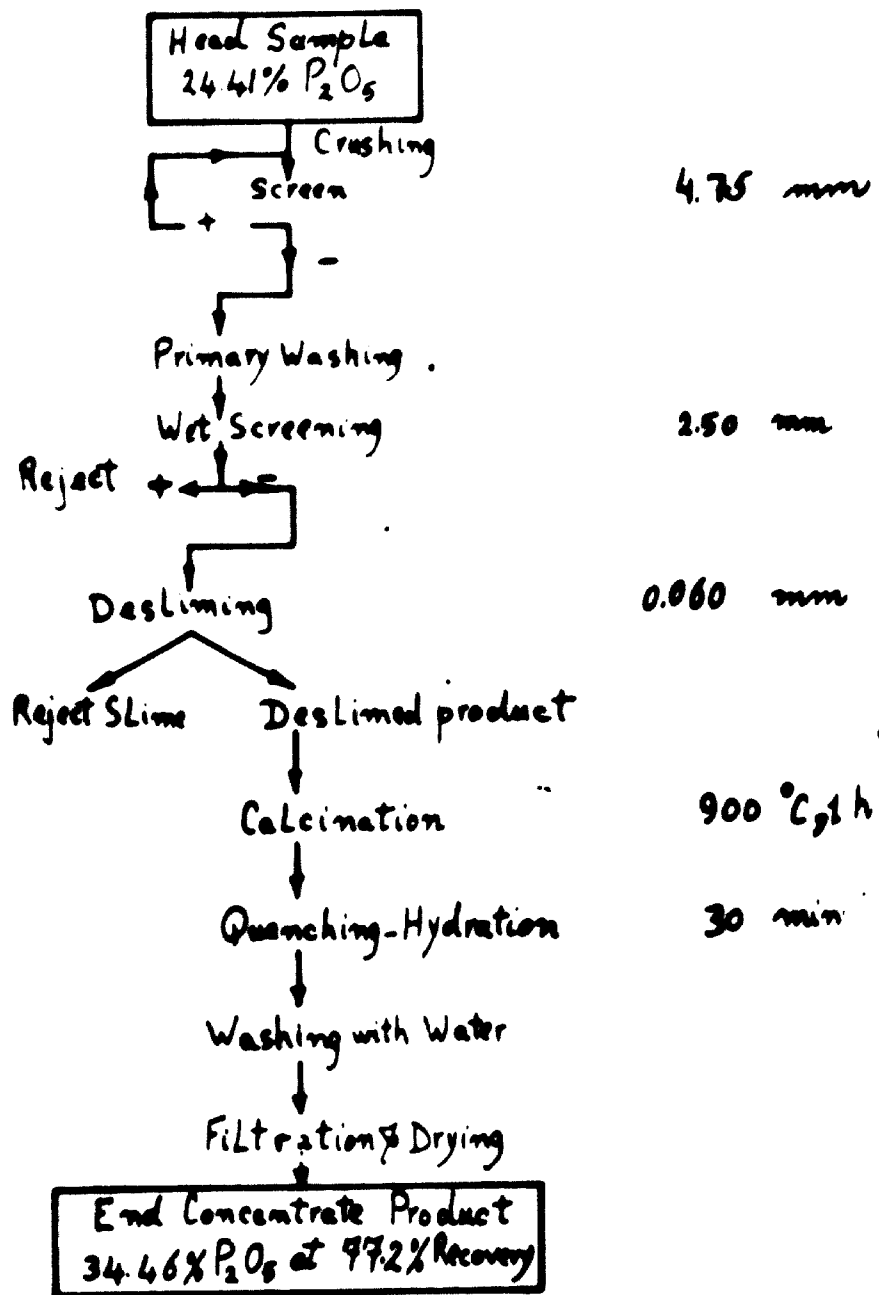 Head Sample
24.41% P₂O₅
Crushing
Screen 4.75 mm
+
-
Primary Washing .
Wet Screening 2.50 mm
Reject + -
Desliming 0.060 mm
Reject Slime Deslimed product
Calcination 900 °C, 1 h
Quenching-Hydration 30 min
Washing with Water
Filtration & Drying
End Concentrate Product
34.46% P₂O₅ at 77.2% Recovery